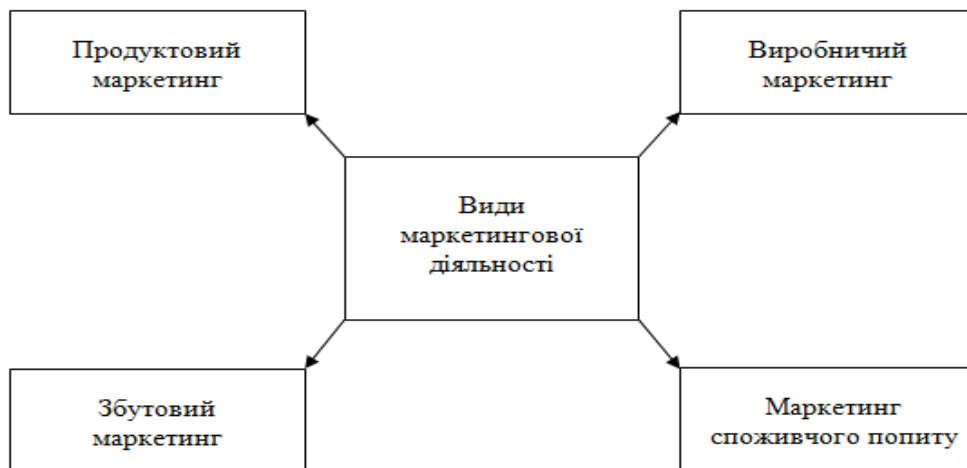 Продуктовий
маркетинг
Виробничий
маркетинг
Види
маркетингової
діяльності
Збутовий
маркетинг
Маркетинг
споживчого попиту